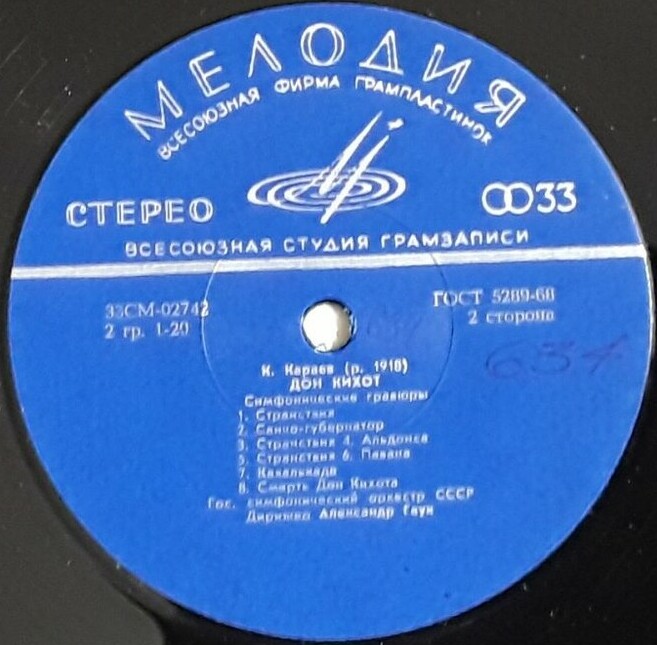 МЕЛОДИЯ
ВСЕСОЮЗНАЯ ФИРМА ГРАМПЛАСТИНОК
СТЕРЕО
33
ВСЕСОЮЗНАЯ СТУДИЯ ГРАМЗАПИСИ
33СМ-02742
ГОСТ 5289-68
2 гр. 1-20
2 сторона
634
К. Караев (р. 1918)
ДОН КИХОТ
Симфонические гравюры
1. Странствия
2. Санчо-губернатор
3. Странствия 4. Альдонса
5. Странствия 6. Павана
7. Кавалькада
8. Смерть Дон Кихота
Гос. симфонический оркестр СССР
Дирижер Александр Гаук